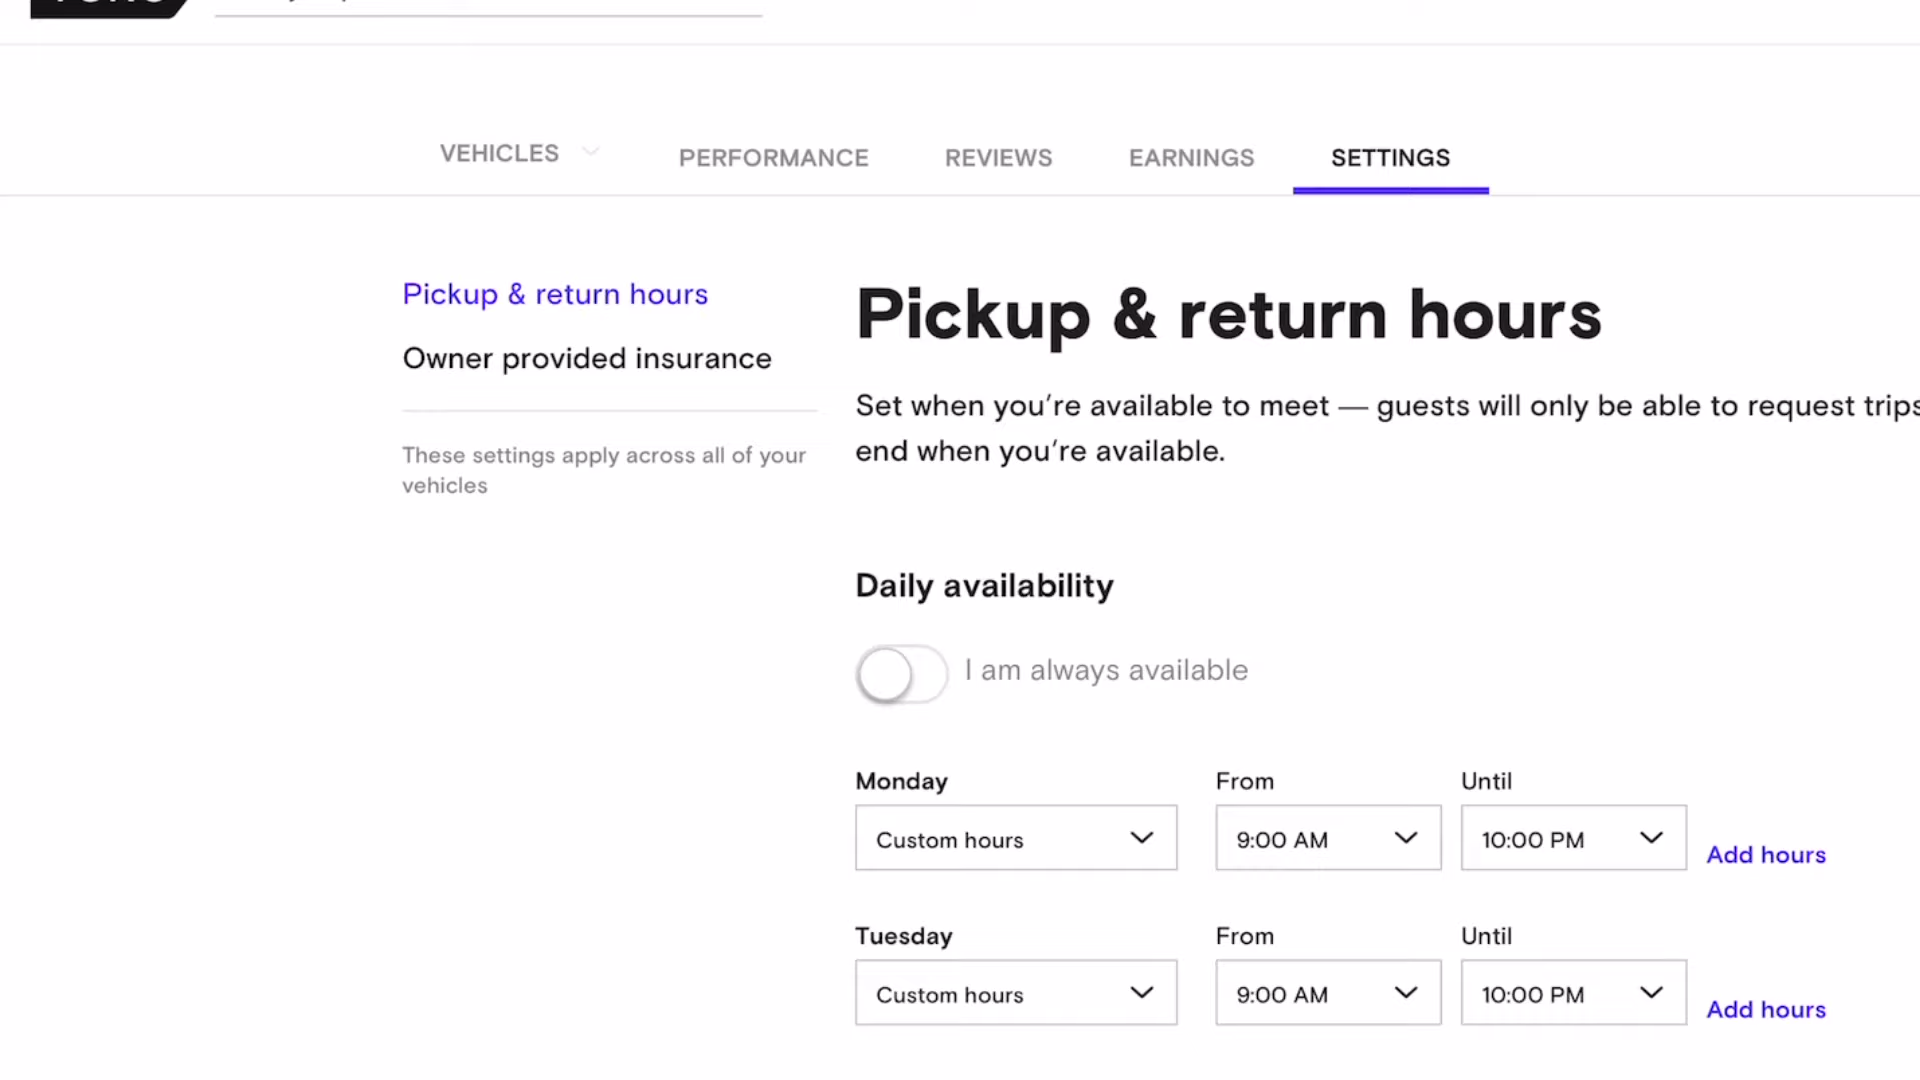 VEHICLES PERFORMANCE REVIEWS EARNINGS SETTINGS
Pickup & return hours
Owner provided insurance
These settings apply across all of your
vehicles
Pickup & return hours
Set when you’re available to meet — guests will only be able to request trips
end when you’re available.
Daily availability
I am always available
Monday From Until
Custom hours 9:00 AM 10:00 PM Add hours
Tuesday From Until
Custom hours 9:00 AM 10:00 PM Add hours